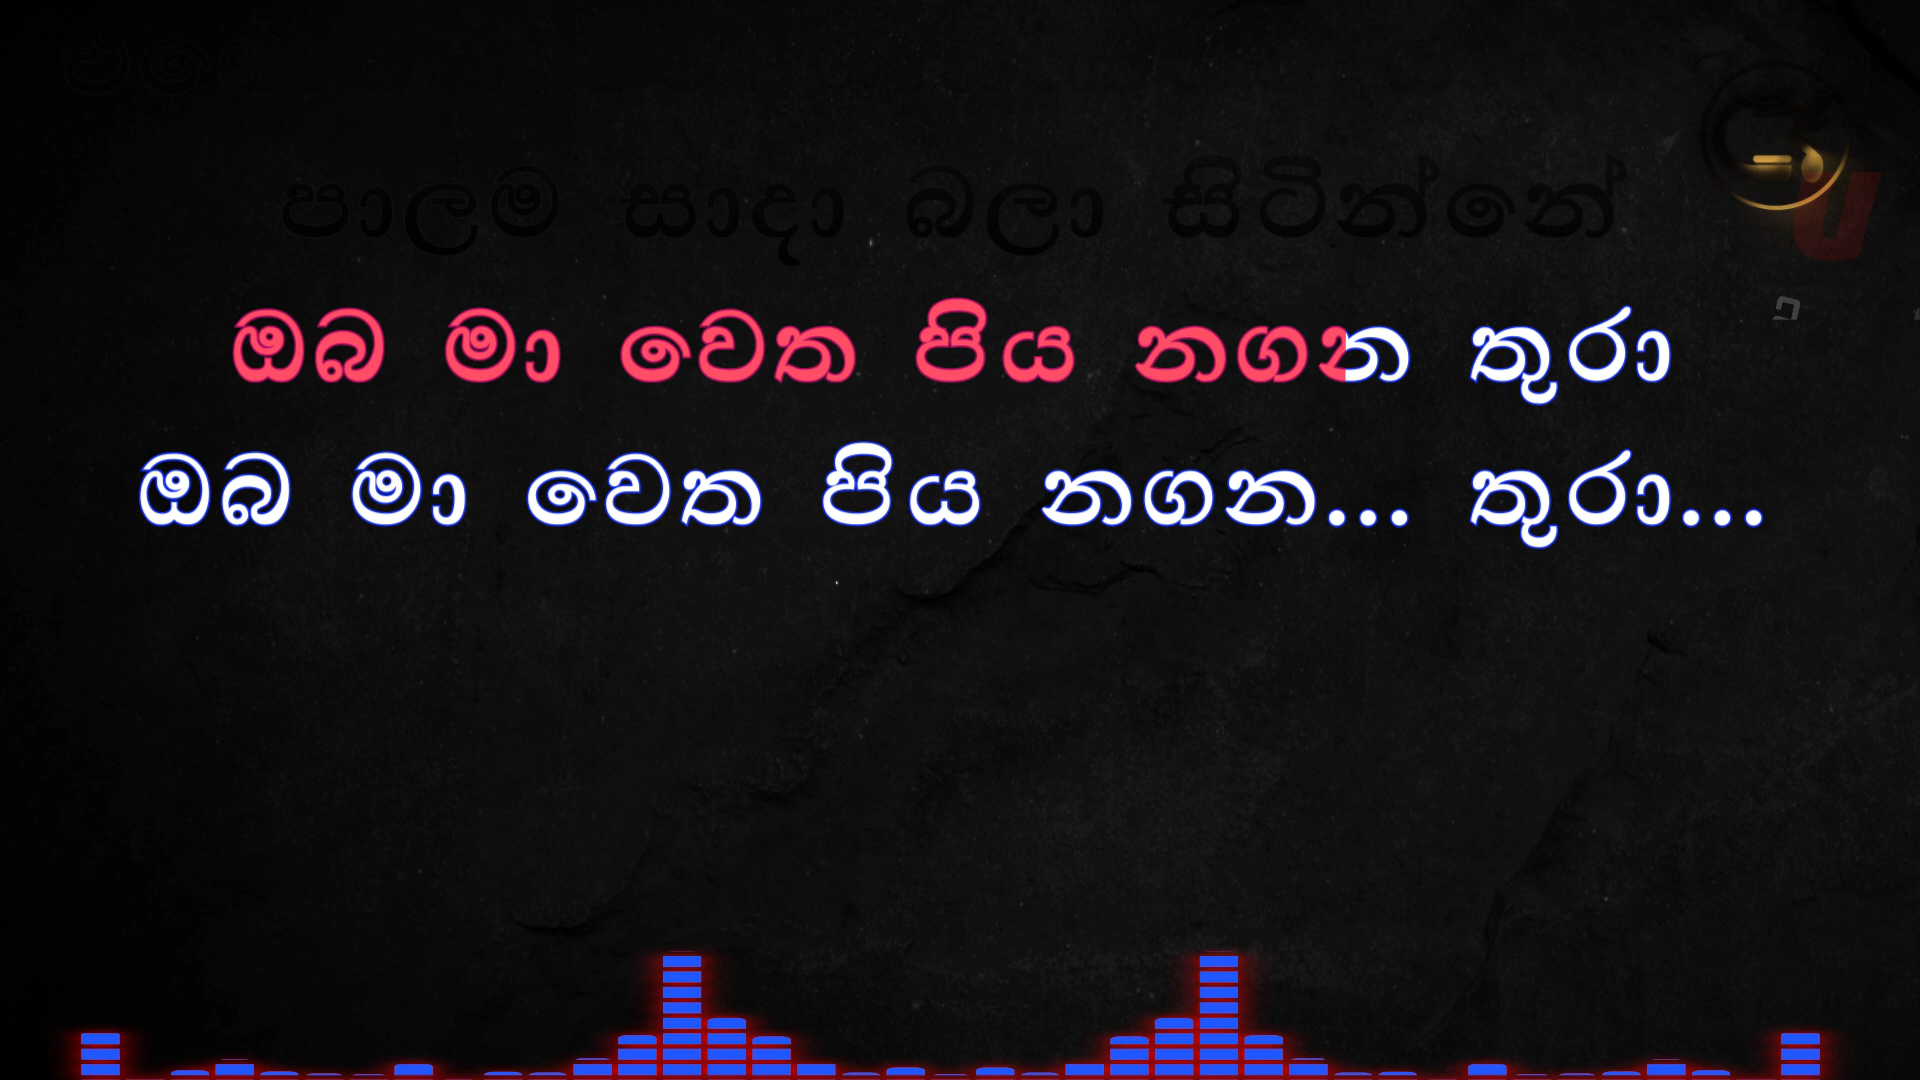 පාලම සාදා බලා සිටින්නේ
ඔබ මා වෙත පිය නගන තුරා
ඔබ මා වෙත පිය නගන... තුරා...